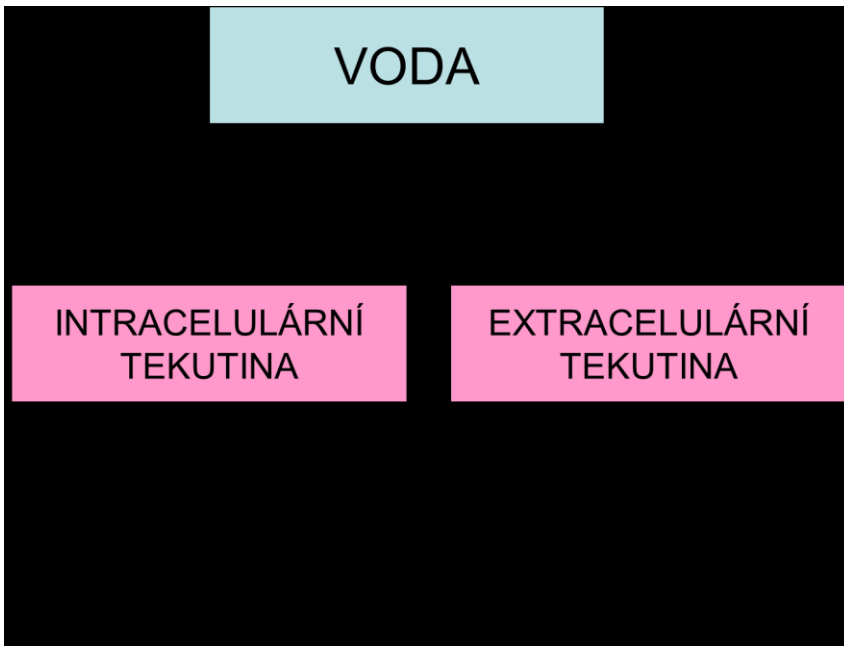 VODA
INTRACELULÁRNÍ
TEKUTINA
EXTRACELULÁRNÍ
TEKUTINA